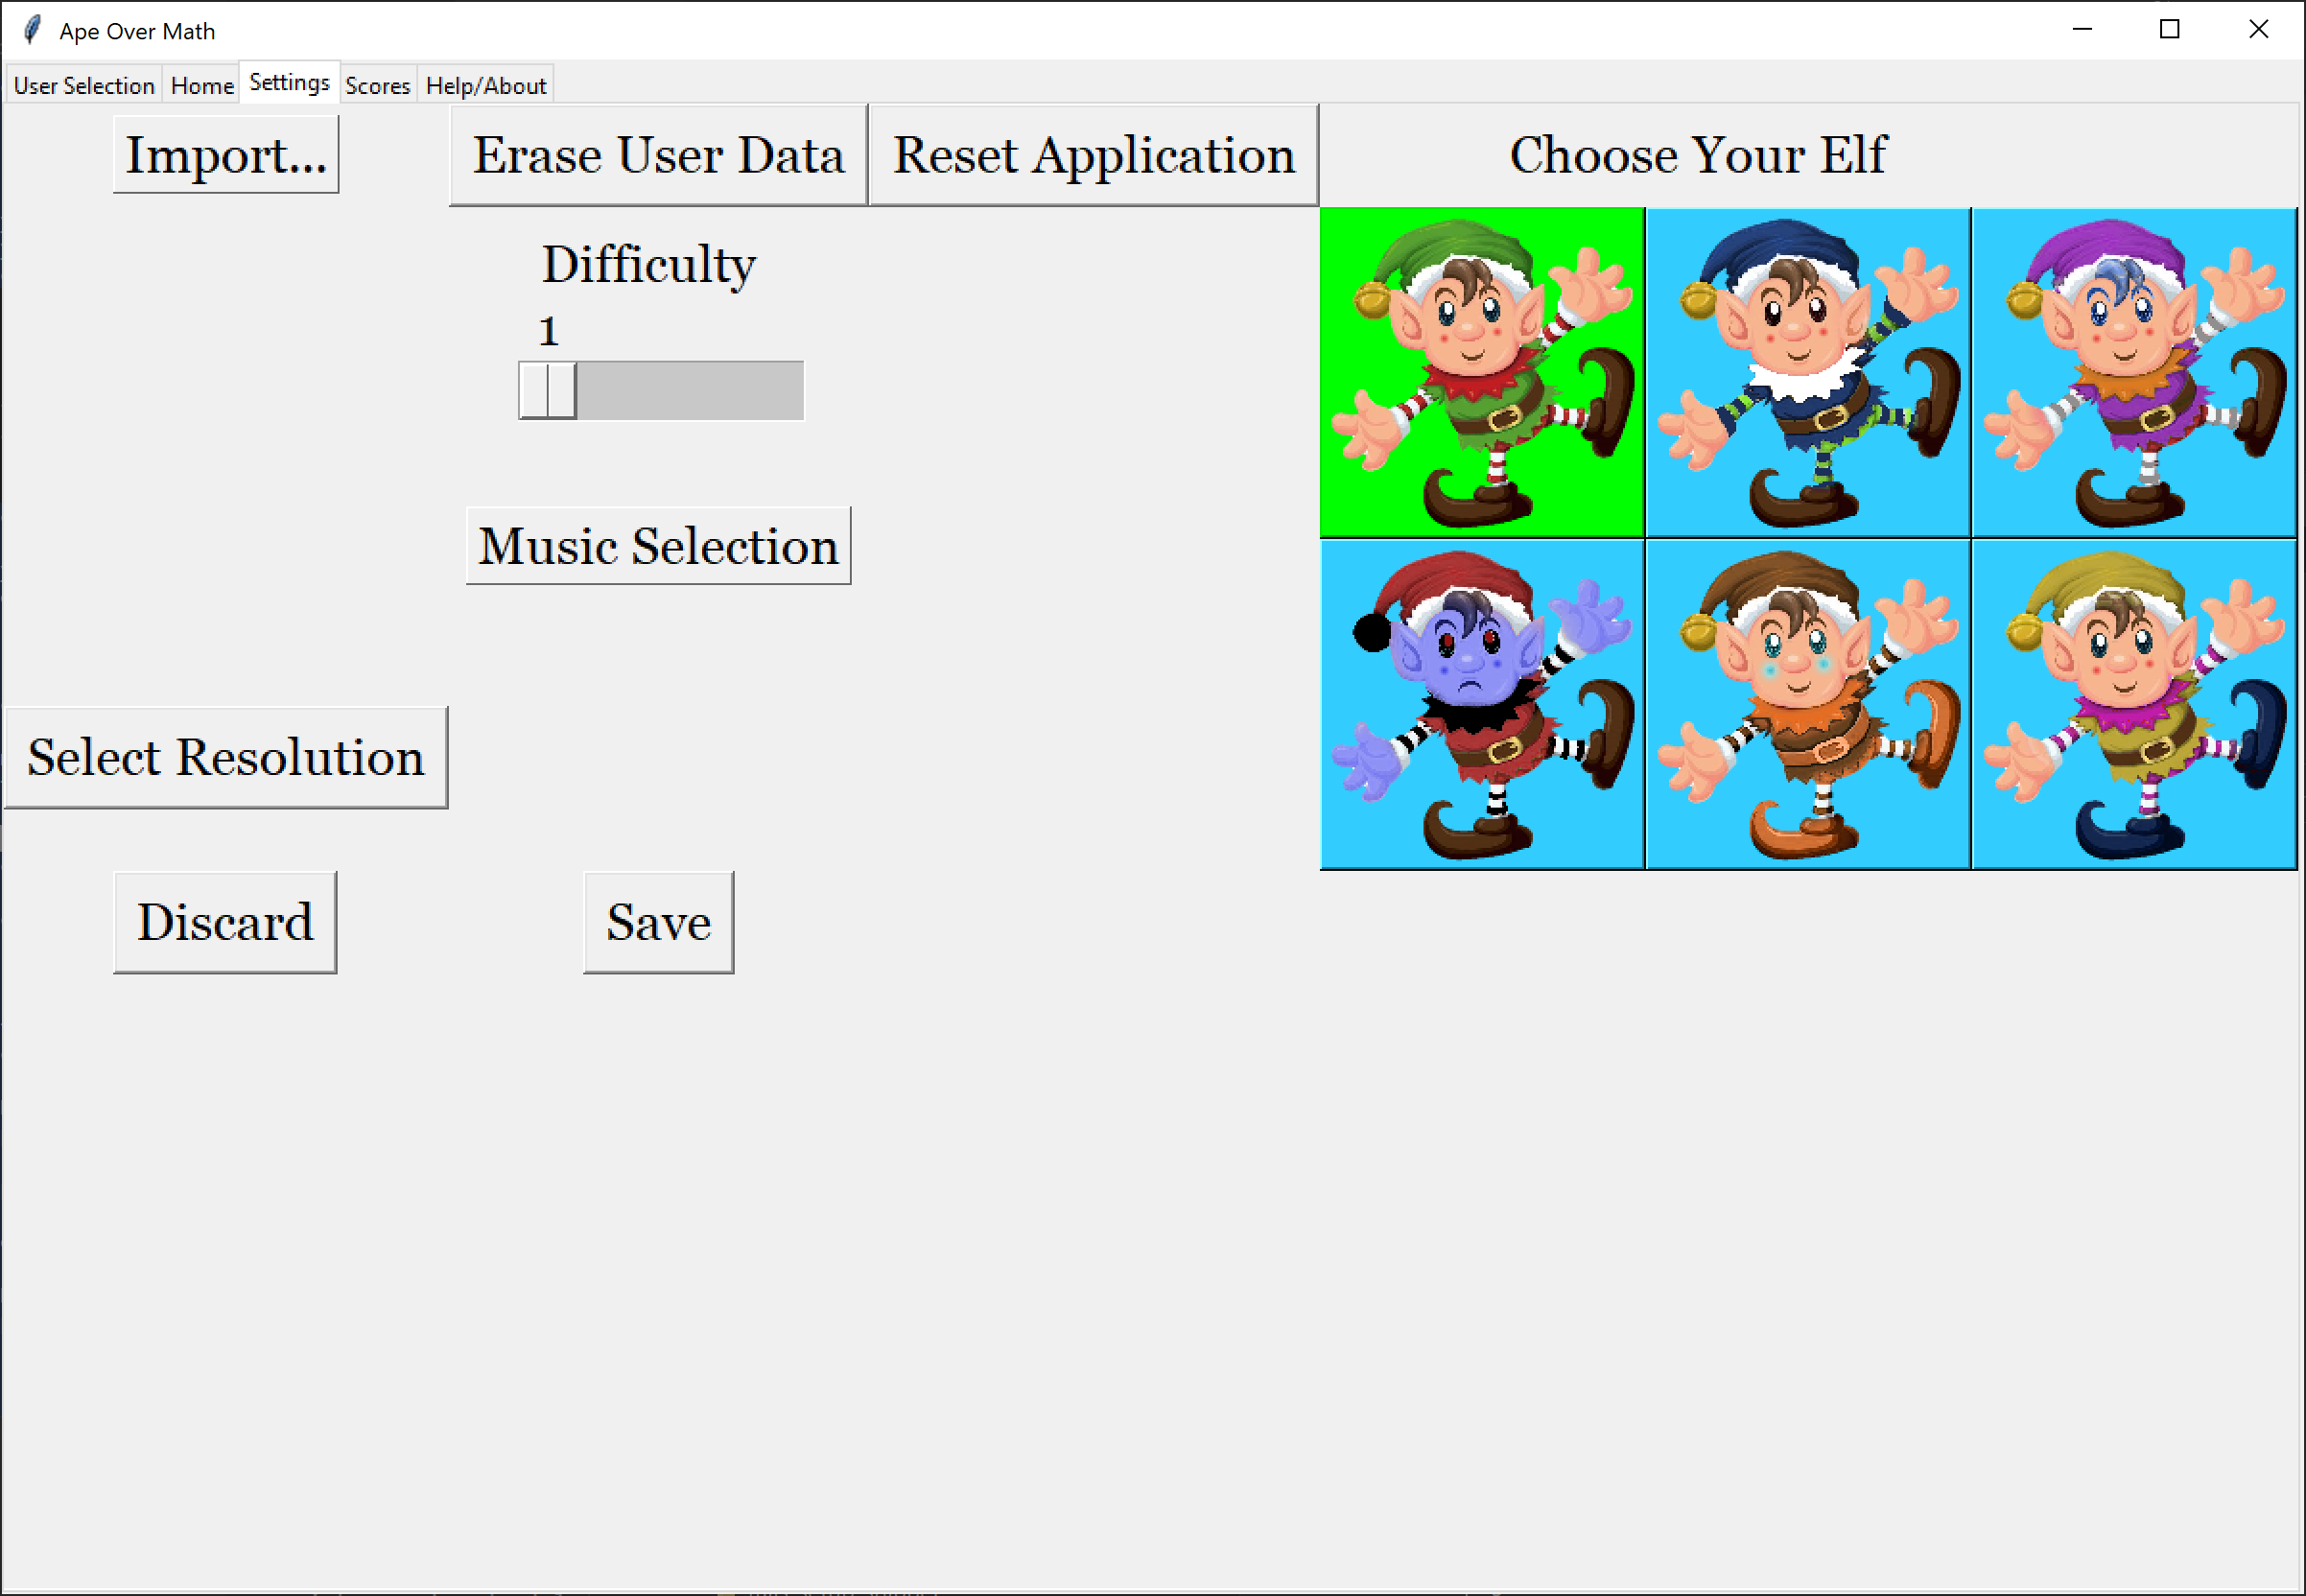 Ape Over Math
User Selection Home Settings Scores Help/About
Import... Erase User Data Reset Application Choose Your Elf
Difficulty
1
Music Selection
Select Resolution
Discard Save